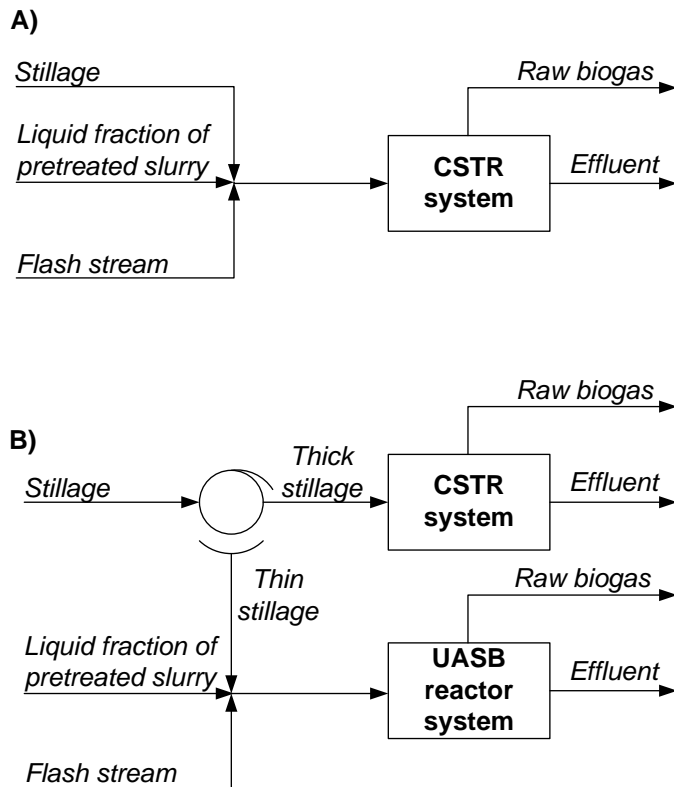 A)
Stillage
Raw biogas
Liquid fraction of
pretreated slurry
CSTR
system
Effluent
Flash stream
Raw biogas
B)
Stillage
Thick
stillage
CSTR
system
Effluent
Thin
stillage
Raw biogas
Liquid fraction of
pretreated slurry
UASB
reactor
system
Effluent
Flash stream